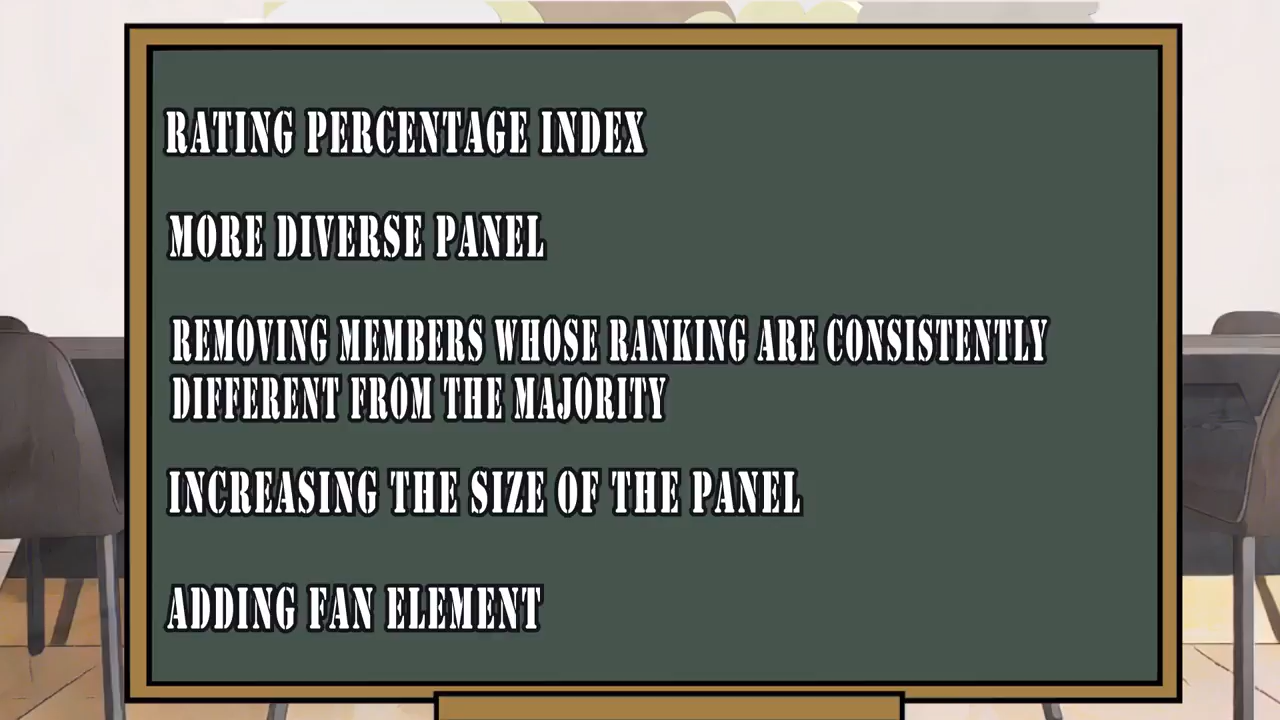 RATING PERCENTAGE INDEX
MORE DIVERSE PANEL
REMOVING MEMBERS WHOSE RANKING ARE CONSISTENTLY
DIFFERENT FROM THE MAJORITY
INCREASING THE SIZE OF THE PANEL
ADDING FAN ELEMENT